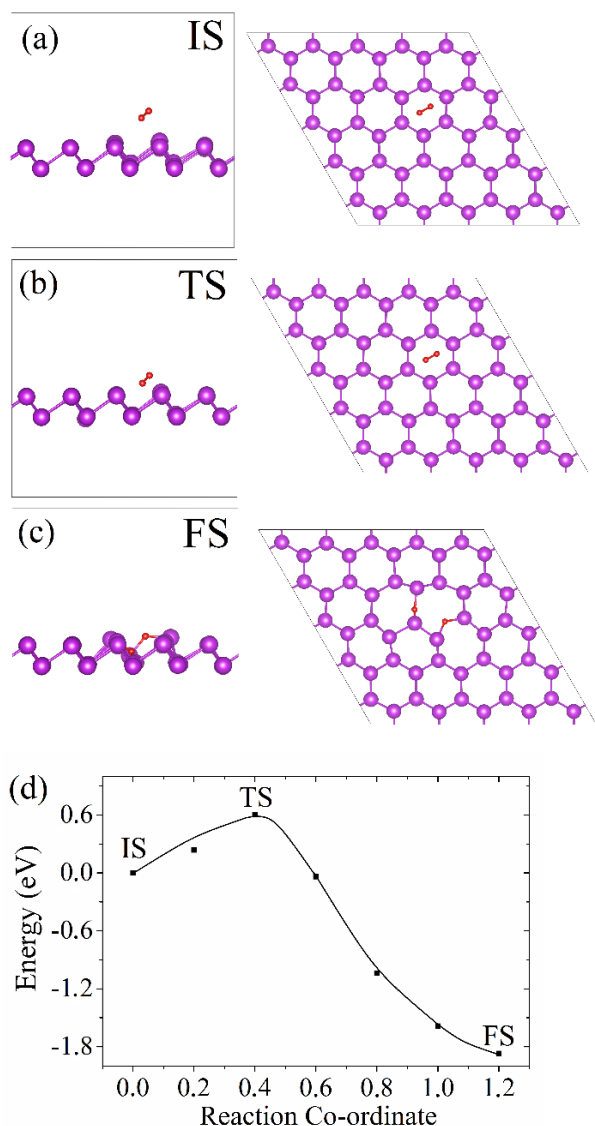 (a) IS
(b) TS
(c) FS
(d)
TS
IS
FS
Energy (eV)
0.6
0.0
-0.6
-1.2
-1.8
0.0 0.2 0.4 0.6 0.8 1.0 1.2
Reaction Co-ordinate